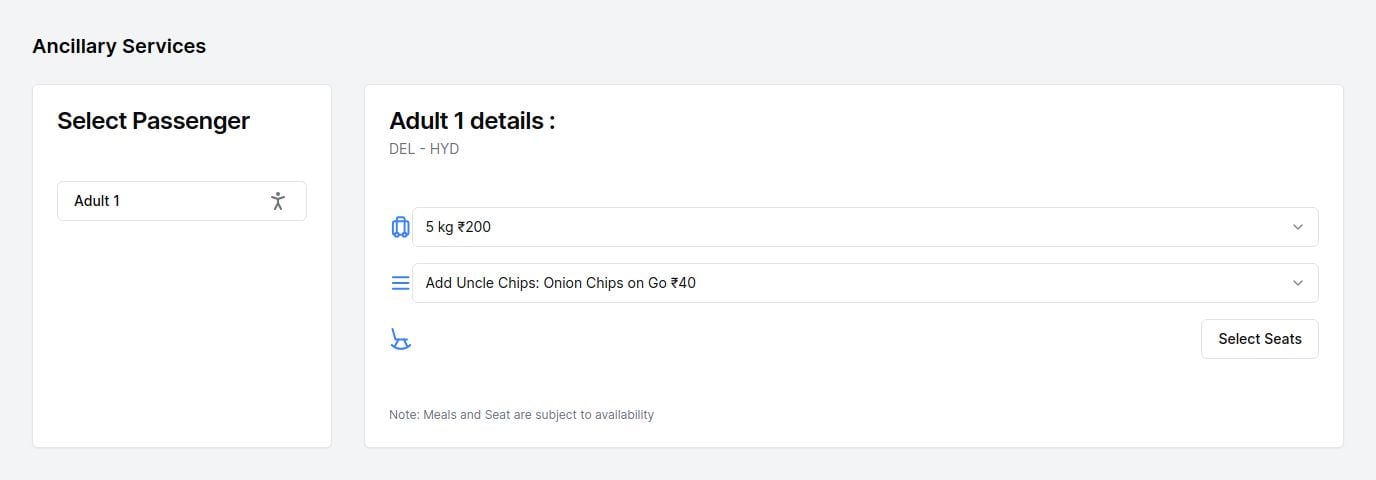 Ancillary Services
Select Passenger
Adult 1
Adult 1 details :
DEL - HYD
5 kg ₹200
Add Uncle Chips: Onion Chips on Go ₹40
Select Seats
Note: Meals and Seat are subject to availability